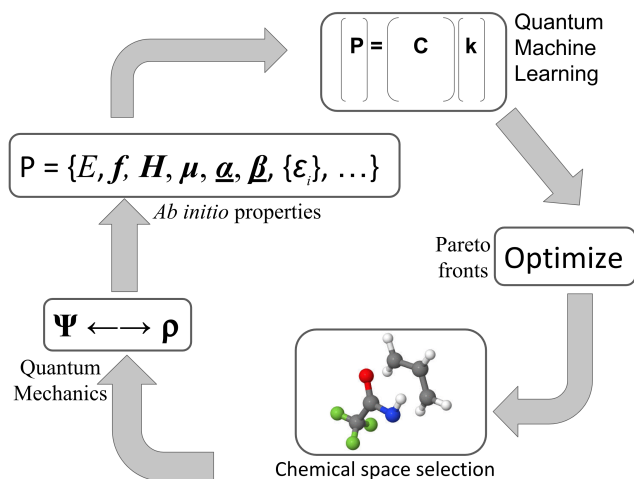 P = C k
Quantum
Machine
Learning
P = {E, f, H, μ, α, β, {ε_i}, …}
Ab initio properties
Pareto
fronts
Optimize
Ψ ←→ ρ
Quantum
Mechanics
Chemical space selection